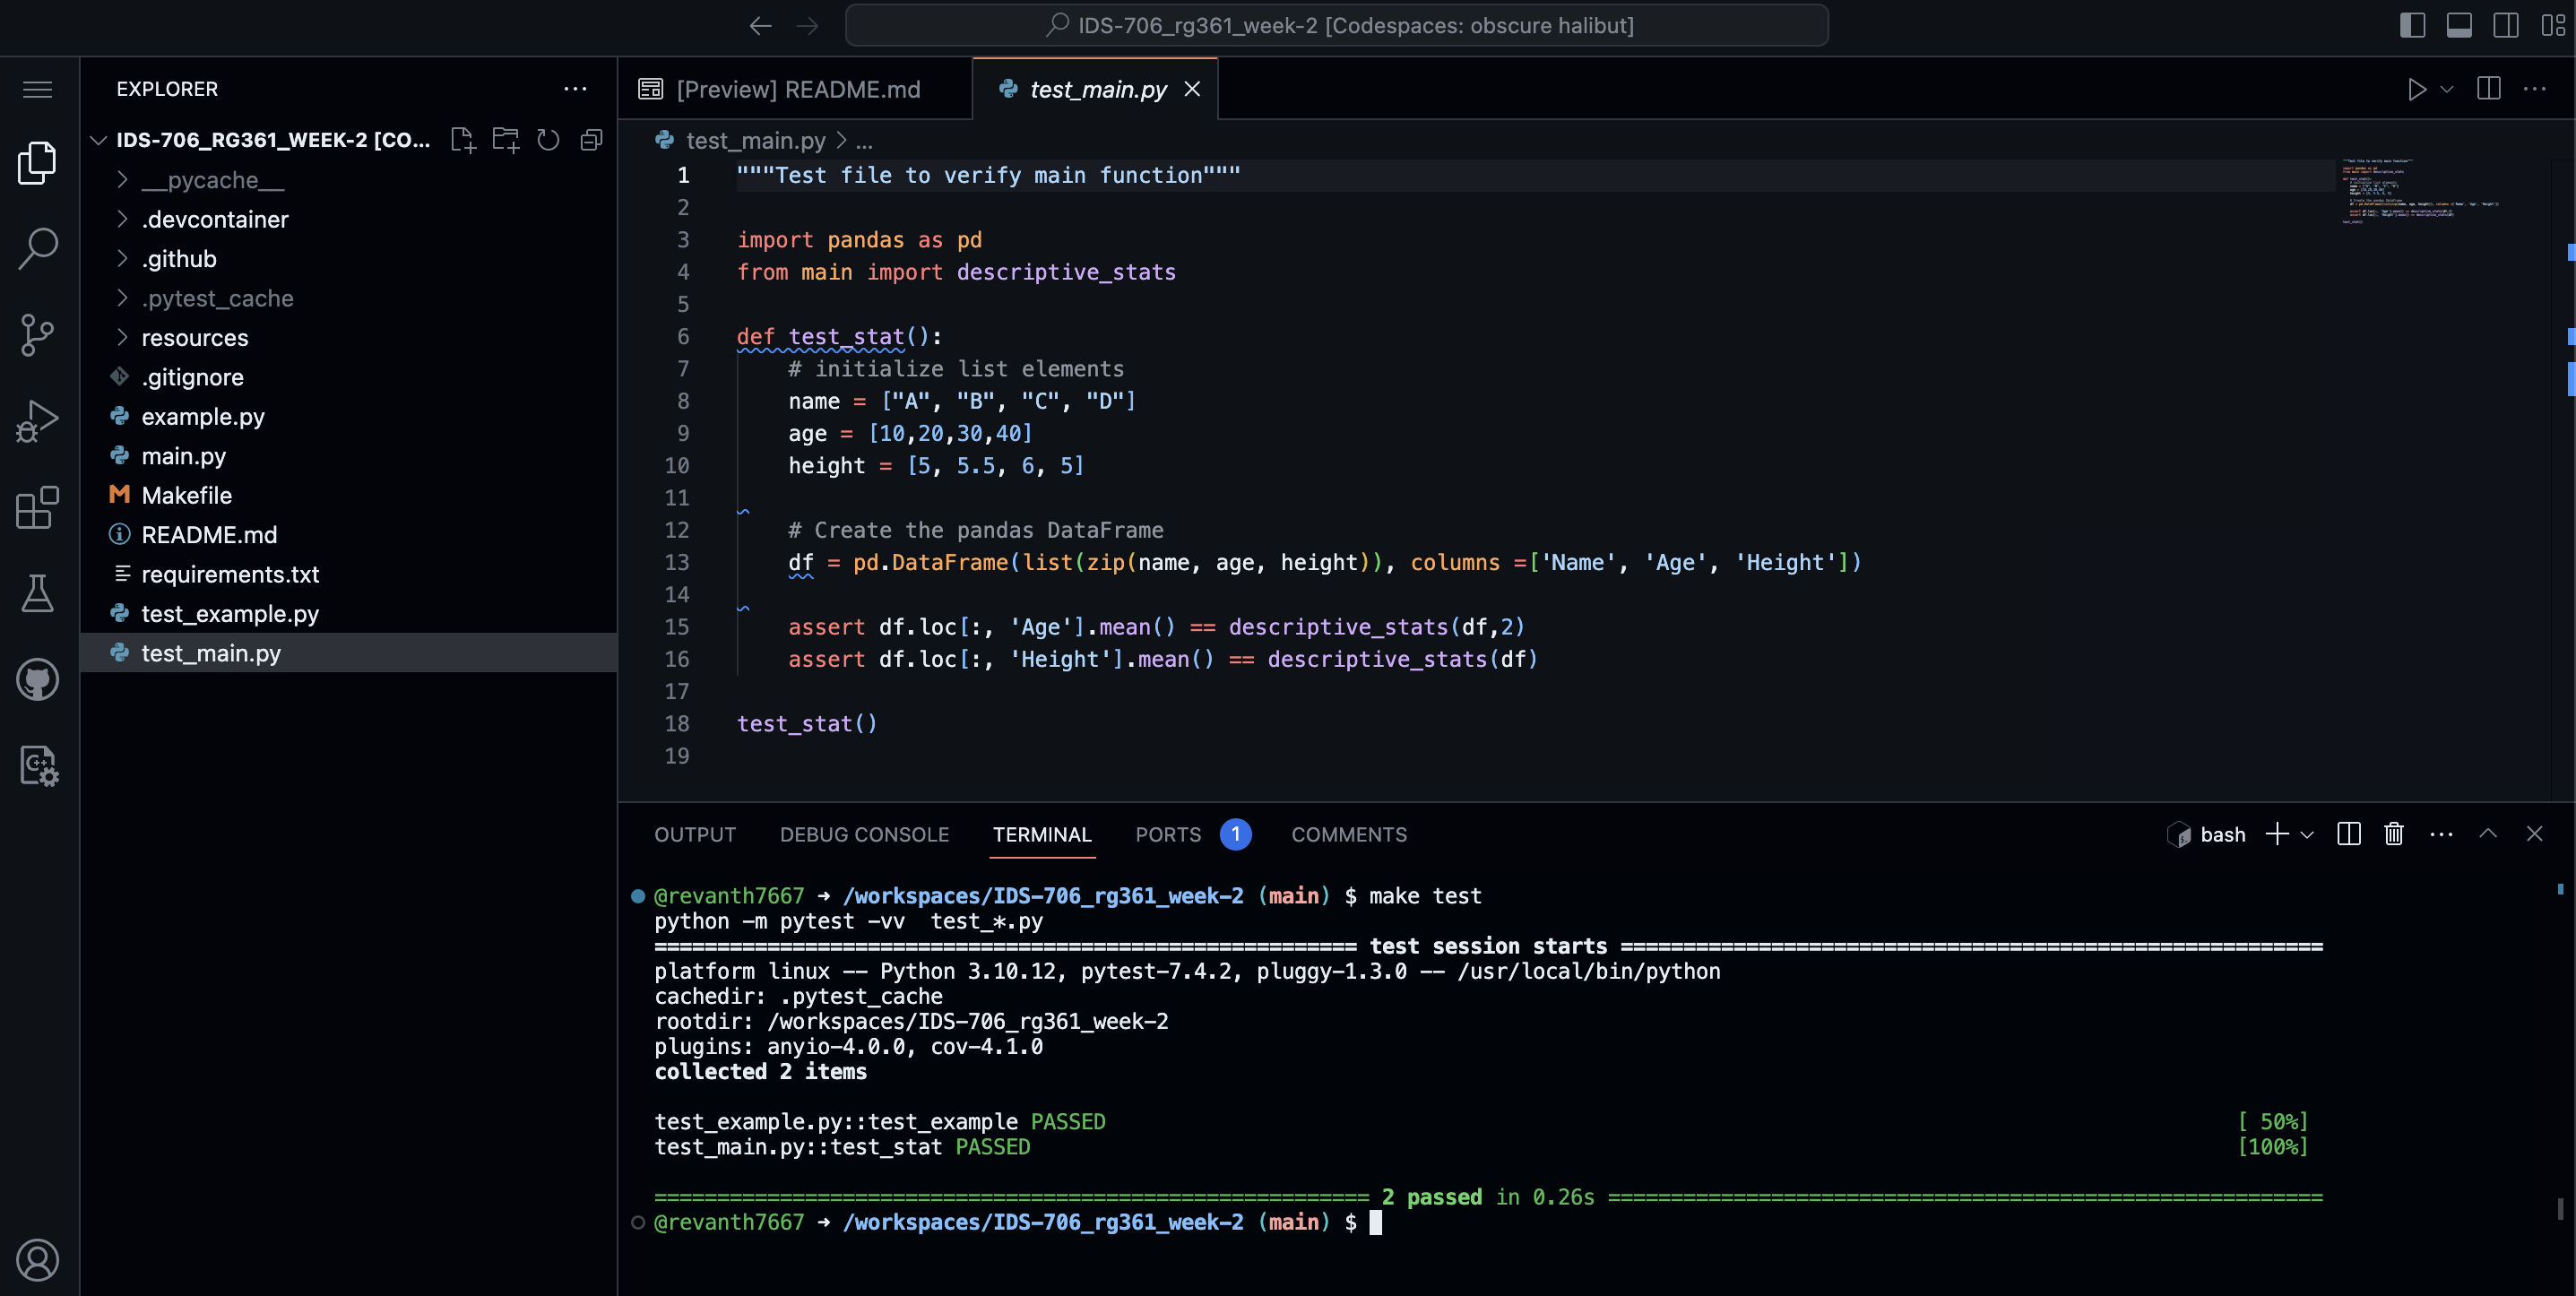 IDS-706_rg361_week-2 [Codespaces: obscure halibut]
EXPLORER
IDS-706_RG361_WEEK-2 [CO...
__pycache__
.devcontainer
.github
.pytest_cache
resources
.gitignore
example.py
main.py
Makefile
README.md
requirements.txt
test_example.py
test_main.py
[Preview] README.md
test_main.py
test_main.py > ...
1 """Test file to verify main function"""
2
3 import pandas as pd
4 from main import descriptive_stats
5
6 def test_stat():
7 # initialize list elements
8 name = ["A", "B", "C", "D"]
9 age = [10,20,30,40]
10 height = [5, 5.5, 6, 5]
11
12 # Create the pandas DataFrame
13 df = pd.DataFrame(list(zip(name, age, height)), columns =['Name', 'Age', 'Height'])
14
15 assert df.loc[:, 'Age'].mean() == descriptive_stats(df,2)
16 assert df.loc[:, 'Height'].mean() == descriptive_stats(df)
17
18 test_stat()
19
OUTPUT DEBUG CONSOLE TERMINAL PORTS 1 COMMENTS
bash
@revanth7667 → /workspaces/IDS-706_rg361_week-2 (main) $ make test
python -m pytest -vv  test_*.py
======================================================== test session starts ========================================================
platform linux -- Python 3.10.12, pytest-7.4.2, pluggy-1.3.0 -- /usr/local/bin/python
cachedir: .pytest_cache
rootdir: /workspaces/IDS-706_rg361_week-2
plugins: anyio-4.0.0, cov-4.1.0
collected 2 items
test_example.py::test_example PASSED [ 50%]
test_main.py::test_stat PASSED [100%]
========================================================= 2 passed in 0.26s =========================================================
@revanth7667 → /workspaces/IDS-706_rg361_week-2 (main) $